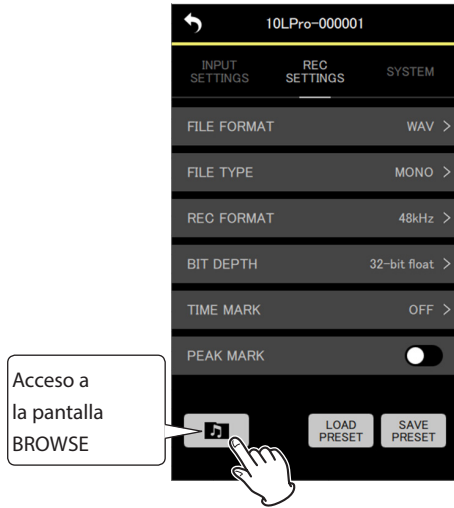 10LPro-000001
INPUT
SETTINGS
REC
SETTINGS
SYSTEM
FILE FORMAT WAV >
FILE TYPE MONO >
REC FORMAT 48kHz >
BIT DEPTH 32-bit float >
TIME MARK OFF >
PEAK MARK
Acceso a
la pantalla
BROWSE
LOAD
PRESET
SAVE
PRESET